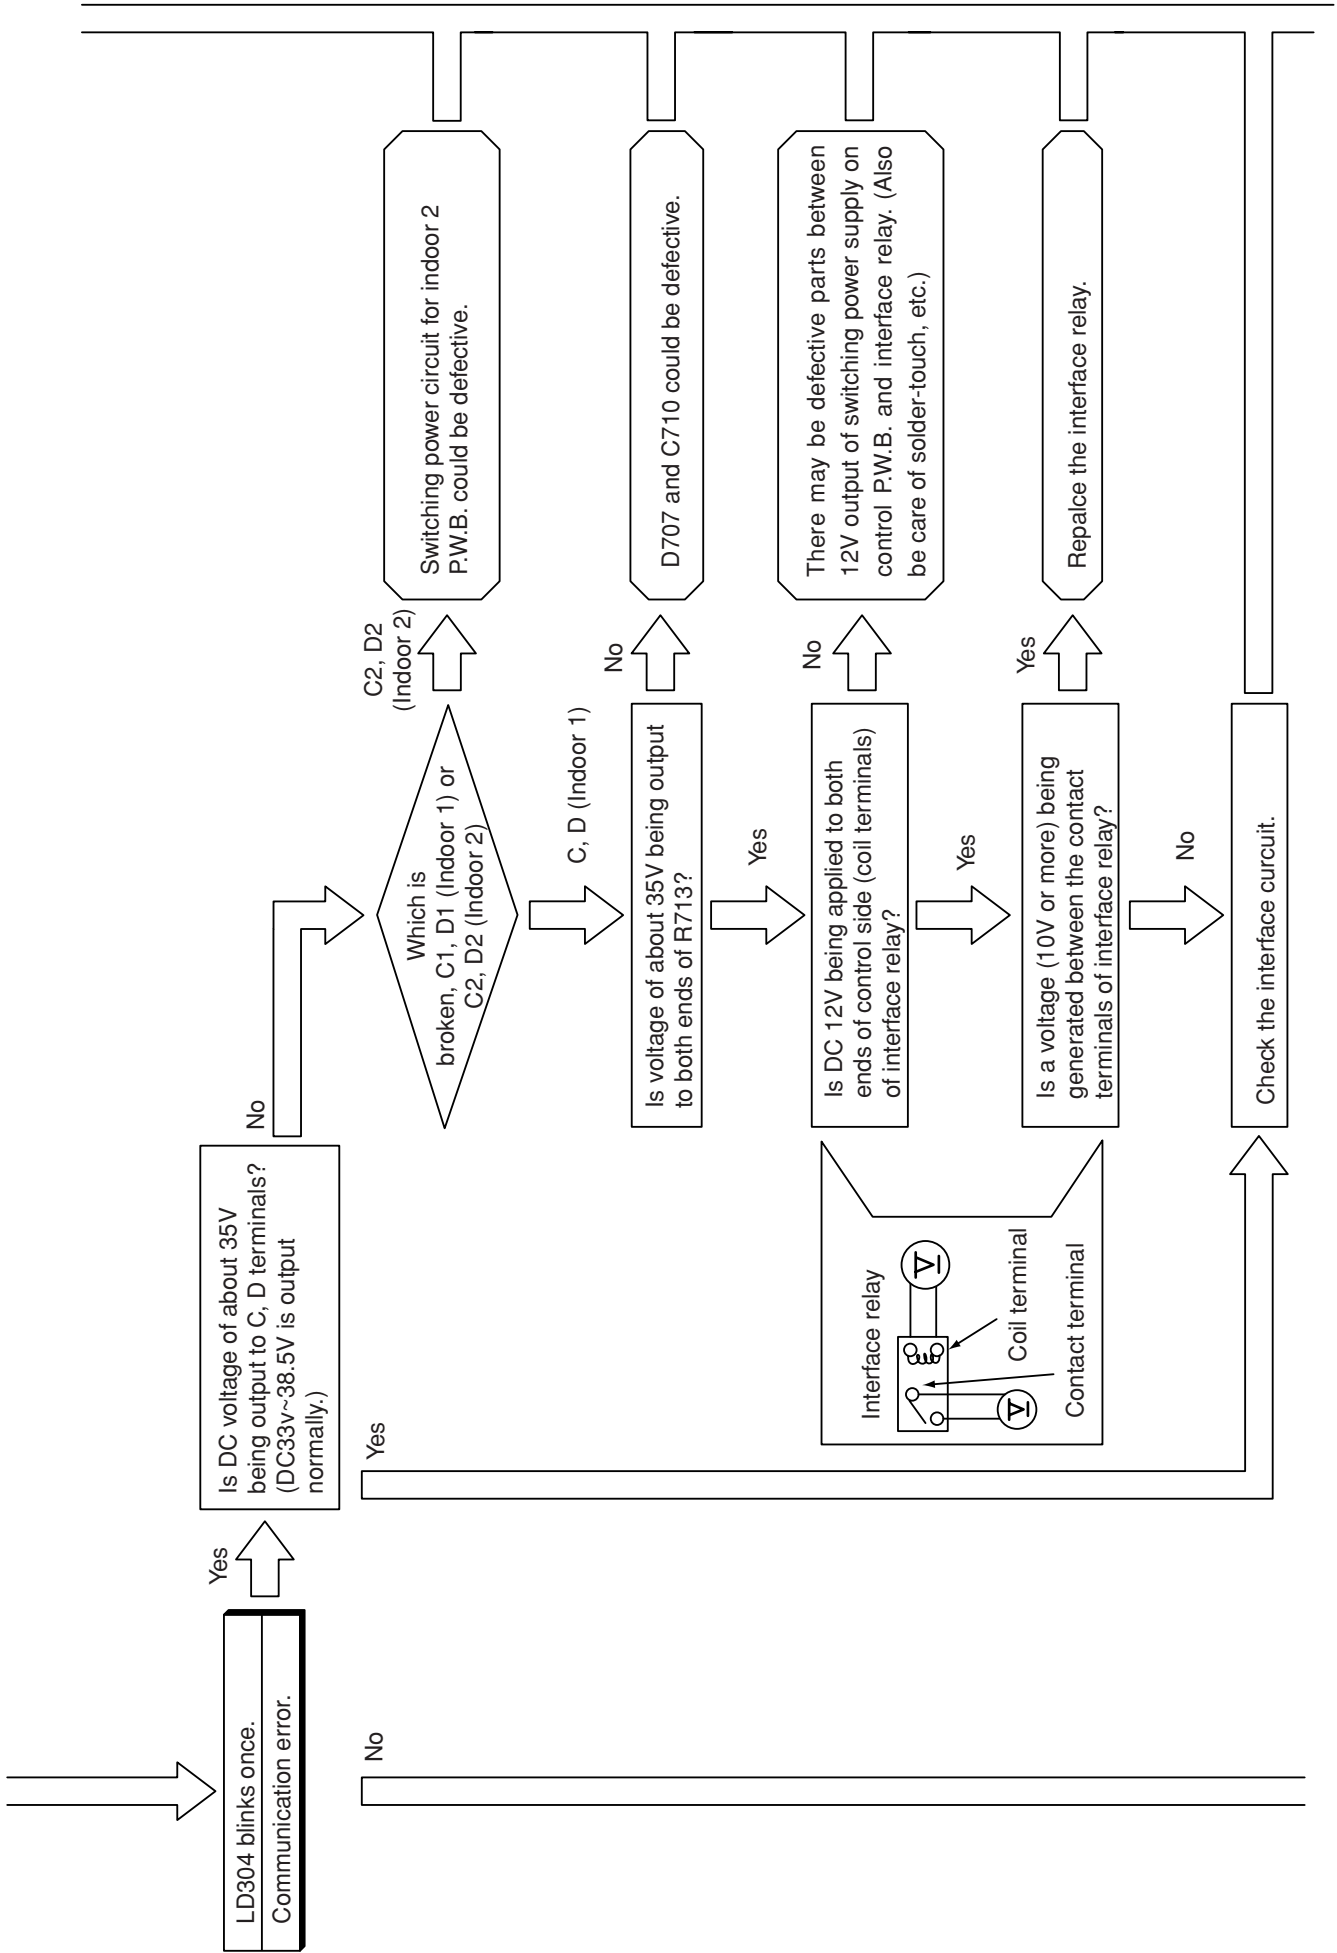 LD304 blinks once.
Communication error.
Yes
No
Is DC voltage of about 35V
being output to C, D terminals?
(DC33v~38.5V is output
normally.)
No
Yes
Which is
broken, C1, D1 (Indoor 1) or
C2, D2 (Indoor 2)
C2, D2
(Indoor 2)
Switching power circuit for indoor 2
P.W.B. could be defective.
C, D (Indoor 1)
Is voltage of about 35V being output
to both ends of R713?
No
D707 and C710 could be defective.
Yes
Is DC 12V being applied to both
ends of control side (coil terminals)
of interface relay?
No
There may be defective parts between
12V output of switching power supply on
control P.W.B. and interface relay. (Also
be care of solder-touch, etc.)
Yes
Interface relay
V
V
Coil terminal
Contact terminal
Is a voltage (10V or more) being
generated between the contact
terminals of interface relay?
Yes
Repalce the interface relay.
No
Check the interface curcuit.